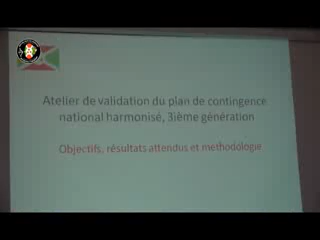 Atelier de validation du plan de contingence
national harmonisé, 3ième génération
Objectifs, résultats attendus et methodologie